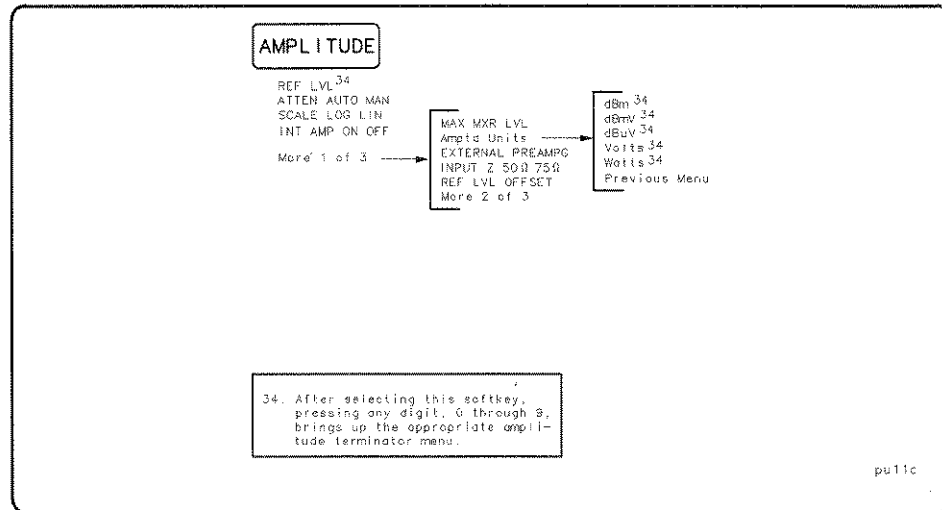 AMPLITUDE
REF LVL 34
ATTEN AUTO MAN
SCALE LOG LIN
INT AMP ON OFF
More 1 of 3
MAX MXR LVL
Amptd Units
EXTERNAL PREAMPG
INPUT Z 50Ω 75Ω
REF LVL OFFSET
More 2 of 3
dBm 34
dBmV 34
dBuV 34
Volts 34
Watts 34
Previous Menu
34. After selecting this softkey,
pressing any digit, 0 through 9,
brings up the appropriate ampli-
tude terminator menu.
pu11c